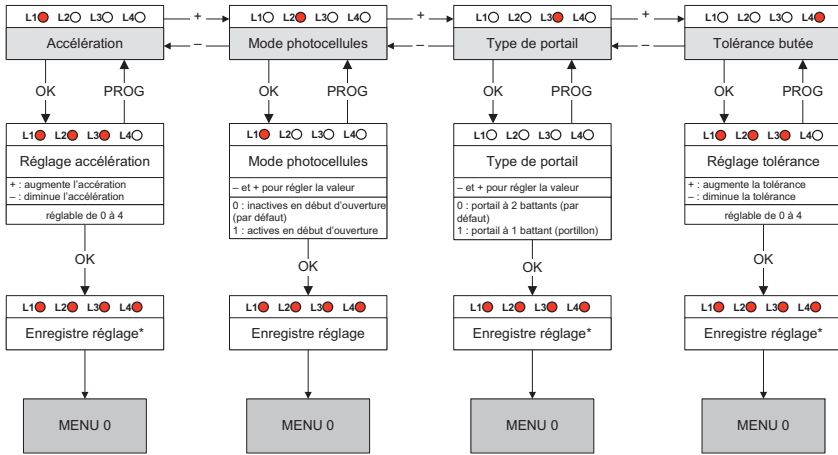 L1 L2 L3 L4 + L1 L2 L3 L4 + L1 L2 L3 L4 + L1 L2 L3 L4
Accélération – Mode photocellules – Type de portail – Tolérance butée
OK PROG OK PROG OK PROG OK PROG
L1 L2 L3 L4
Réglage accélération
+ : augmente l'accération
– : diminue l'accélération
réglable de 0 à 4
L1 L2 L3 L4
Mode photocellules
– et + pour régler la valeur
0 : inactives en début d'ouverture
(par défaut)
1 : actives en début d'ouverture
L1 L2 L3 L4
Type de portail
– et + pour régler la valeur
0 : portail à 2 battants (par
défaut)
1 : portail à 1 battant (portillon)
L1 L2 L3 L4
Réglage tolérance
+ : augmente la tolérance
– : diminue la tolérance
réglable de 0 à 4
OK OK OK OK
L1 L2 L3 L4 L1 L2 L3 L4 L1 L2 L3 L4 L1 L2 L3 L4
Enregistre réglage* Enregistre réglage Enregistre réglage* Enregistre réglage*
MENU 0 MENU 0 MENU 0 MENU 0